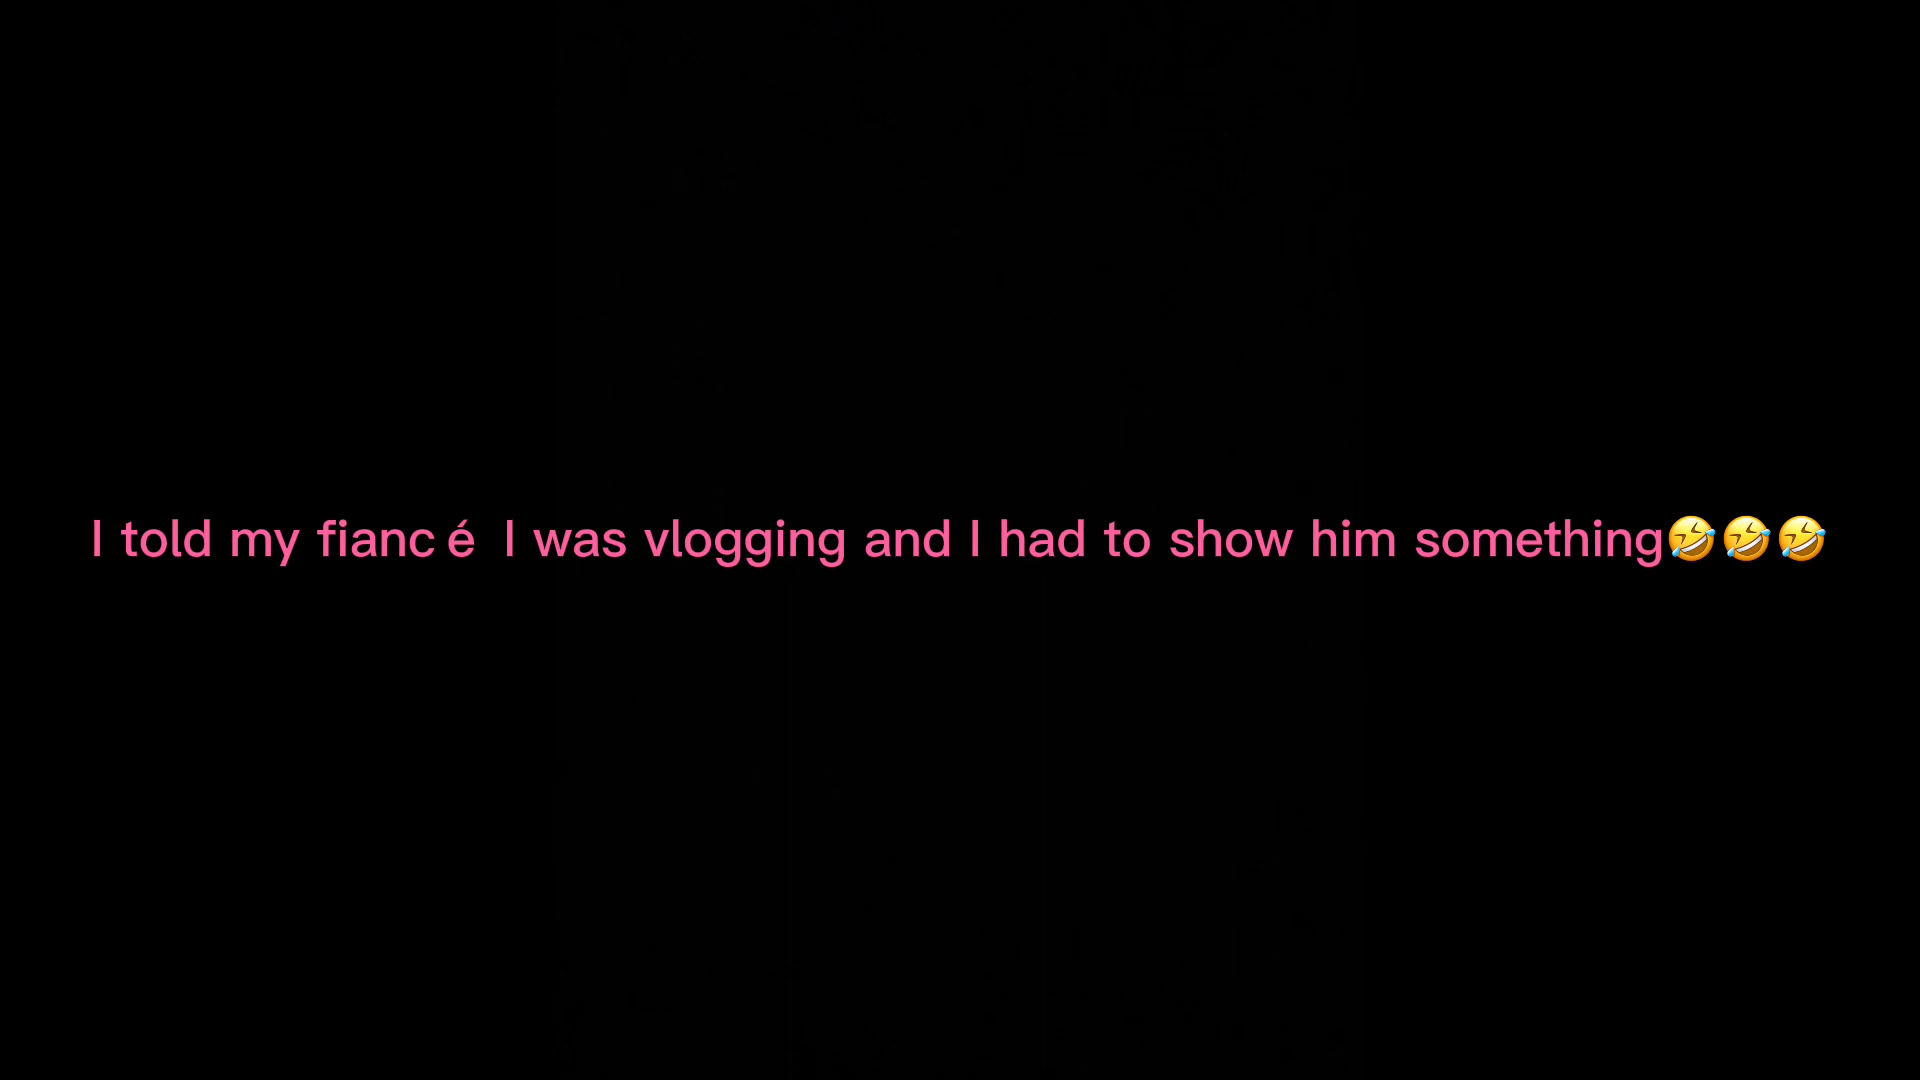 I told my fiancé I was vlogging and I had to show him something🤣🤣🤣